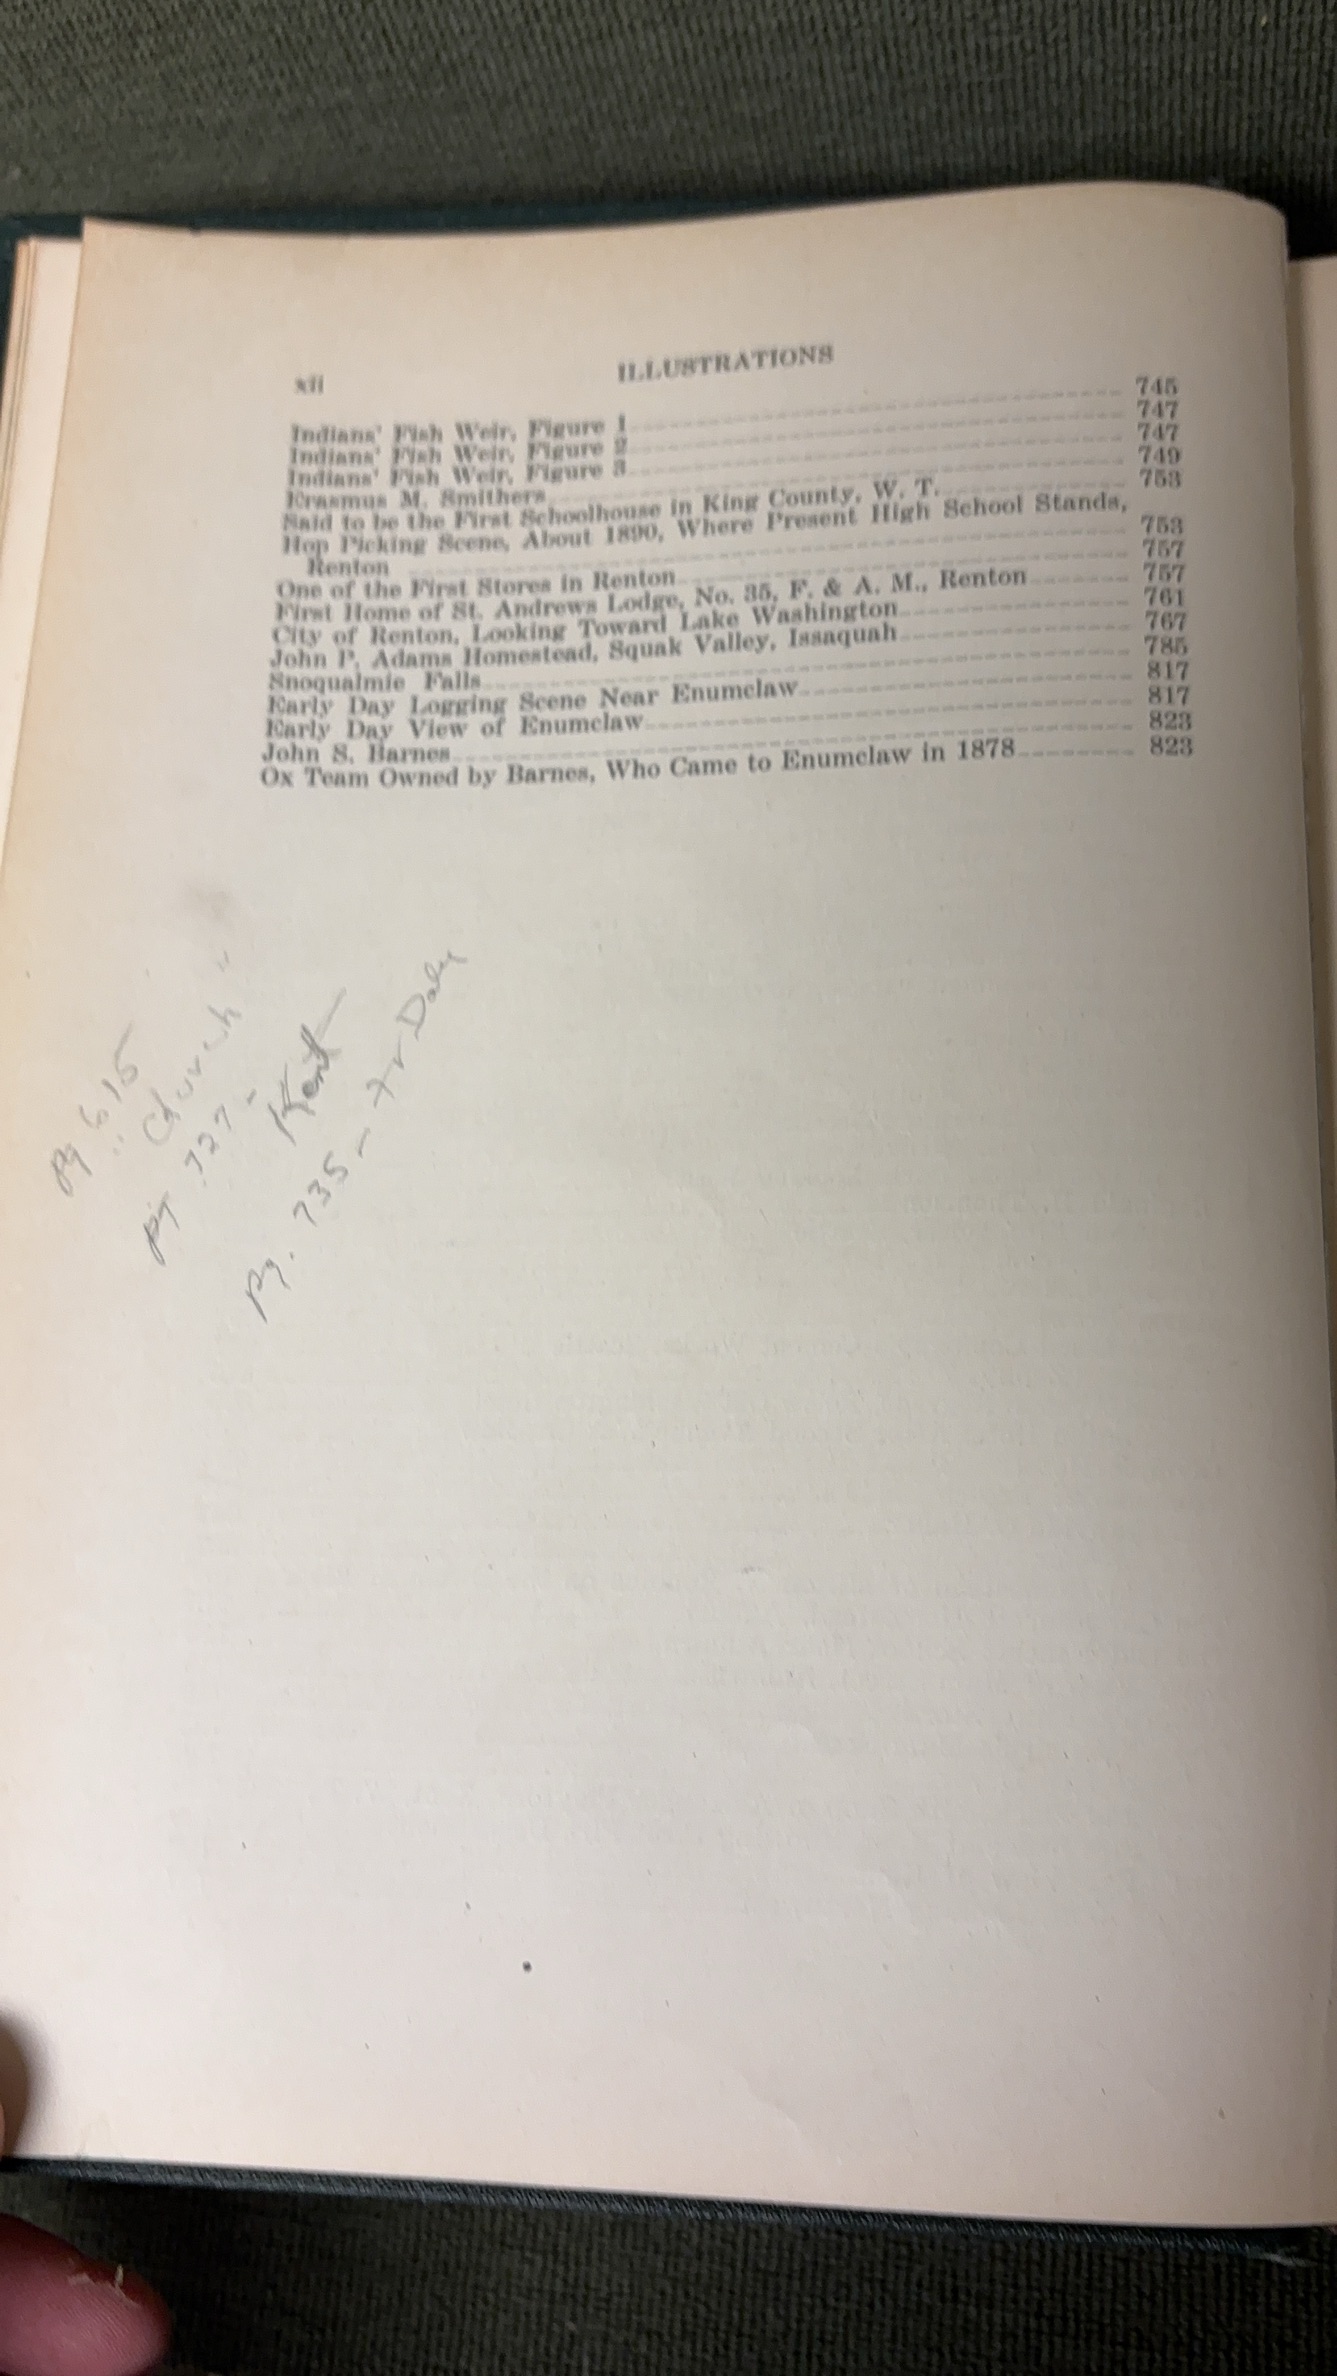 xii
ILLUSTRATIONS
Indians' Fish Weir, Figure 1 745
Indians' Fish Weir, Figure 2 747
Indians' Fish Weir, Figure 3 747
Erasmus M. Smithers 749
Said to be the First Schoolhouse in King County, W. T. 753
Hop Picking Scene, About 1890, Where Present High School Stands,
Renton 753
One of the First Stores in Renton 757
First Home of St. Andrews Lodge, No. 35, F. & A. M., Renton 757
City of Renton, Looking Toward Lake Washington 761
John P. Adams Homestead, Squak Valley, Issaquah 767
Snoqualmie Falls 785
Early Day Logging Scene Near Enumclaw 817
Early Day View of Enumclaw 817
John S. Barnes 823
Ox Team Owned by Barnes, Who Came to Enumclaw in 1878 823
Pg 615
"Church"
pg 727 - Kent
Pg. 735 -